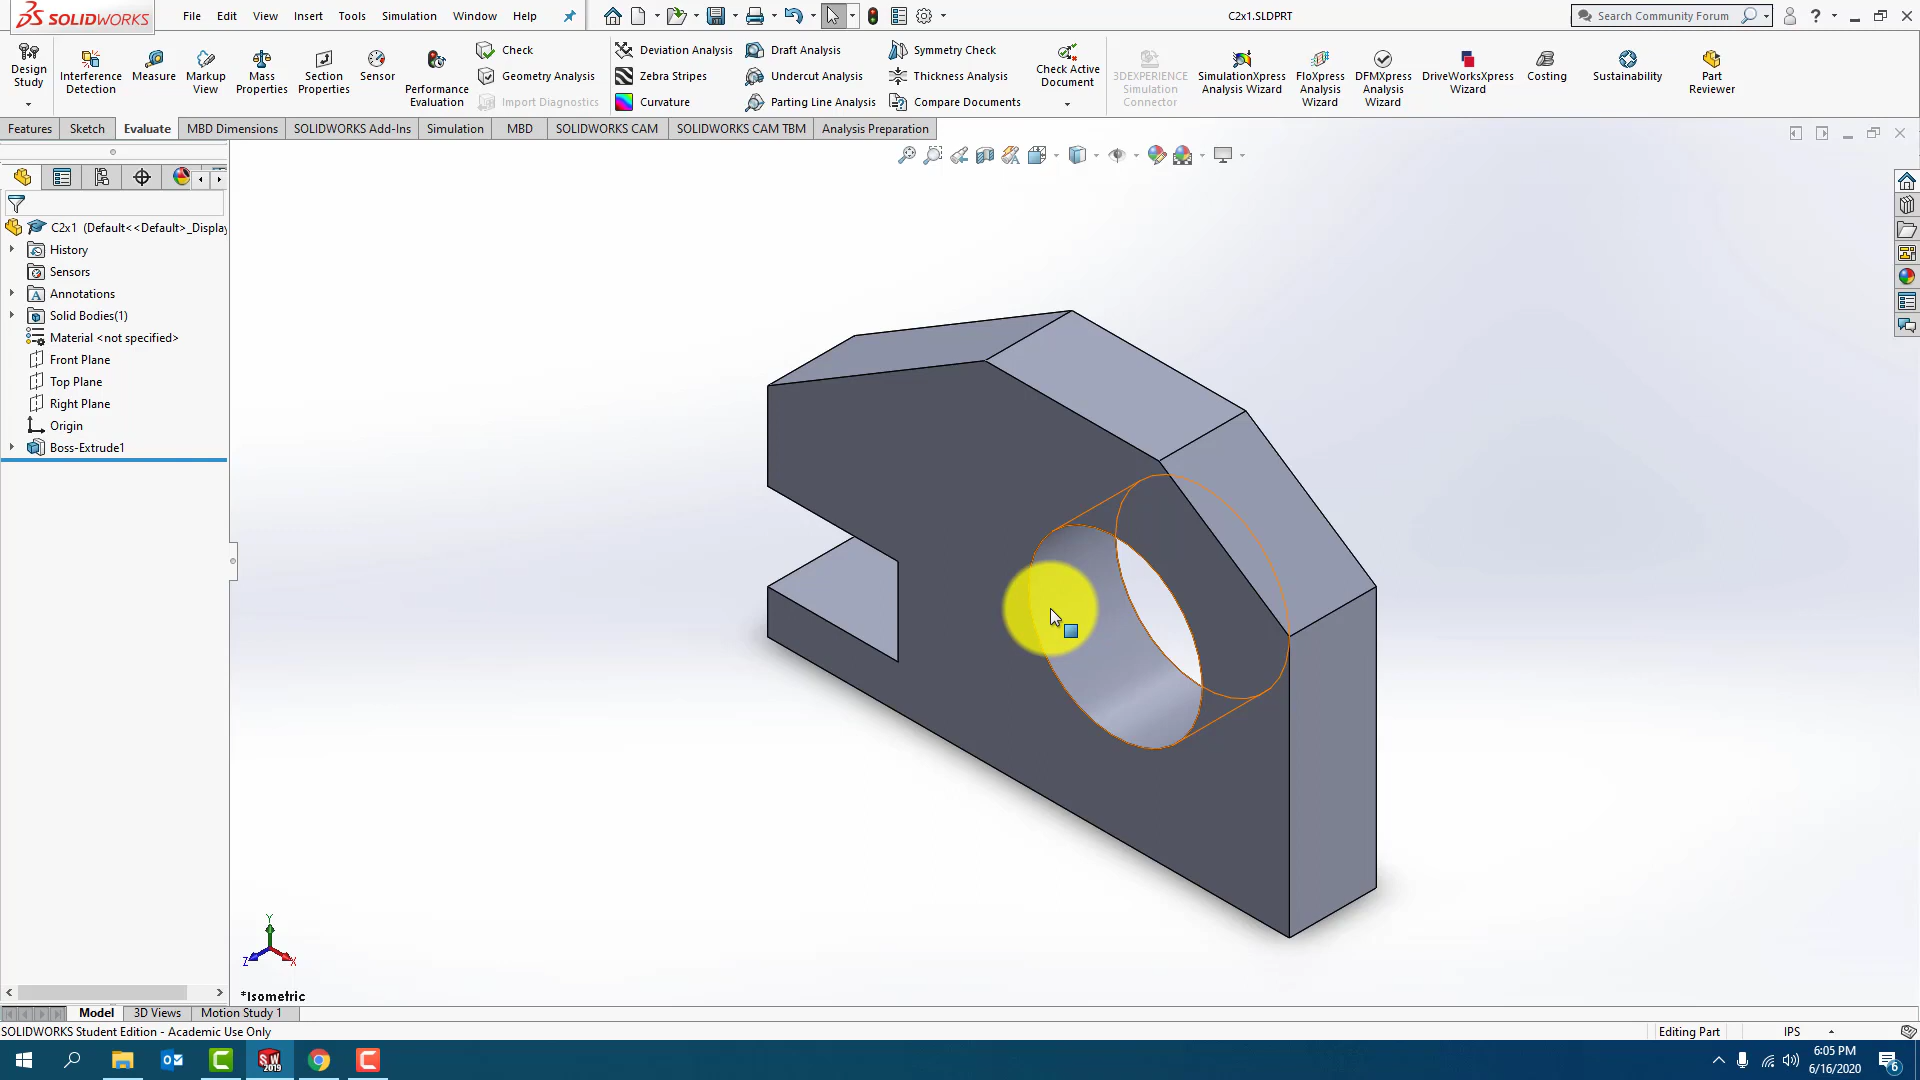 SOLIDWORKS File Edit View Insert Tools Simulation Window Help C2x1.SLDPRT Search Community Forum ?
Design Study
Interference Detection
Measure
Markup View
Mass Properties
Section Properties
Sensor
Performance Evaluation
Check
Geometry Analysis
Import Diagnostics
Deviation Analysis
Zebra Stripes
Curvature
Draft Analysis
Undercut Analysis
Parting Line Analysis
Symmetry Check
Thickness Analysis
Compare Documents
Check Active Document
3DEXPERIENCE Simulation Connector
SimulationXpress Analysis Wizard
FloXpress Analysis Wizard
DFMXpress Analysis Wizard
DriveWorksXpress Wizard
Costing
Sustainability
Part Reviewer
Features Sketch Evaluate MBD Dimensions SOLIDWORKS Add-Ins Simulation MBD SOLIDWORKS CAM SOLIDWORKS CAM TBM Analysis Preparation
C2x1 (Default<<Default>_Display
History
Sensors
Annotations
Solid Bodies(1)
Material <not specified>
Front Plane
Top Plane
Right Plane
Origin
Boss-Extrude1
Y
Z X
*Isometric
Model 3D Views Motion Study 1
SOLIDWORKS Student Edition - Academic Use Only Editing Part IPS
SW 2019
6:05 PM
6/16/2020
6